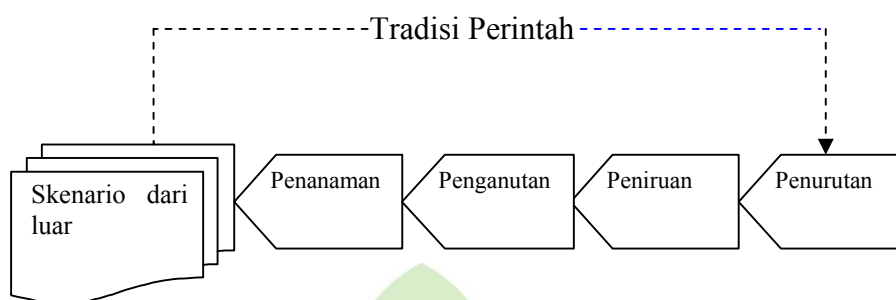 Tradisi Perintah
Skenario dari
luar
Penanaman
Penganutan
Peniruan
Penurutan